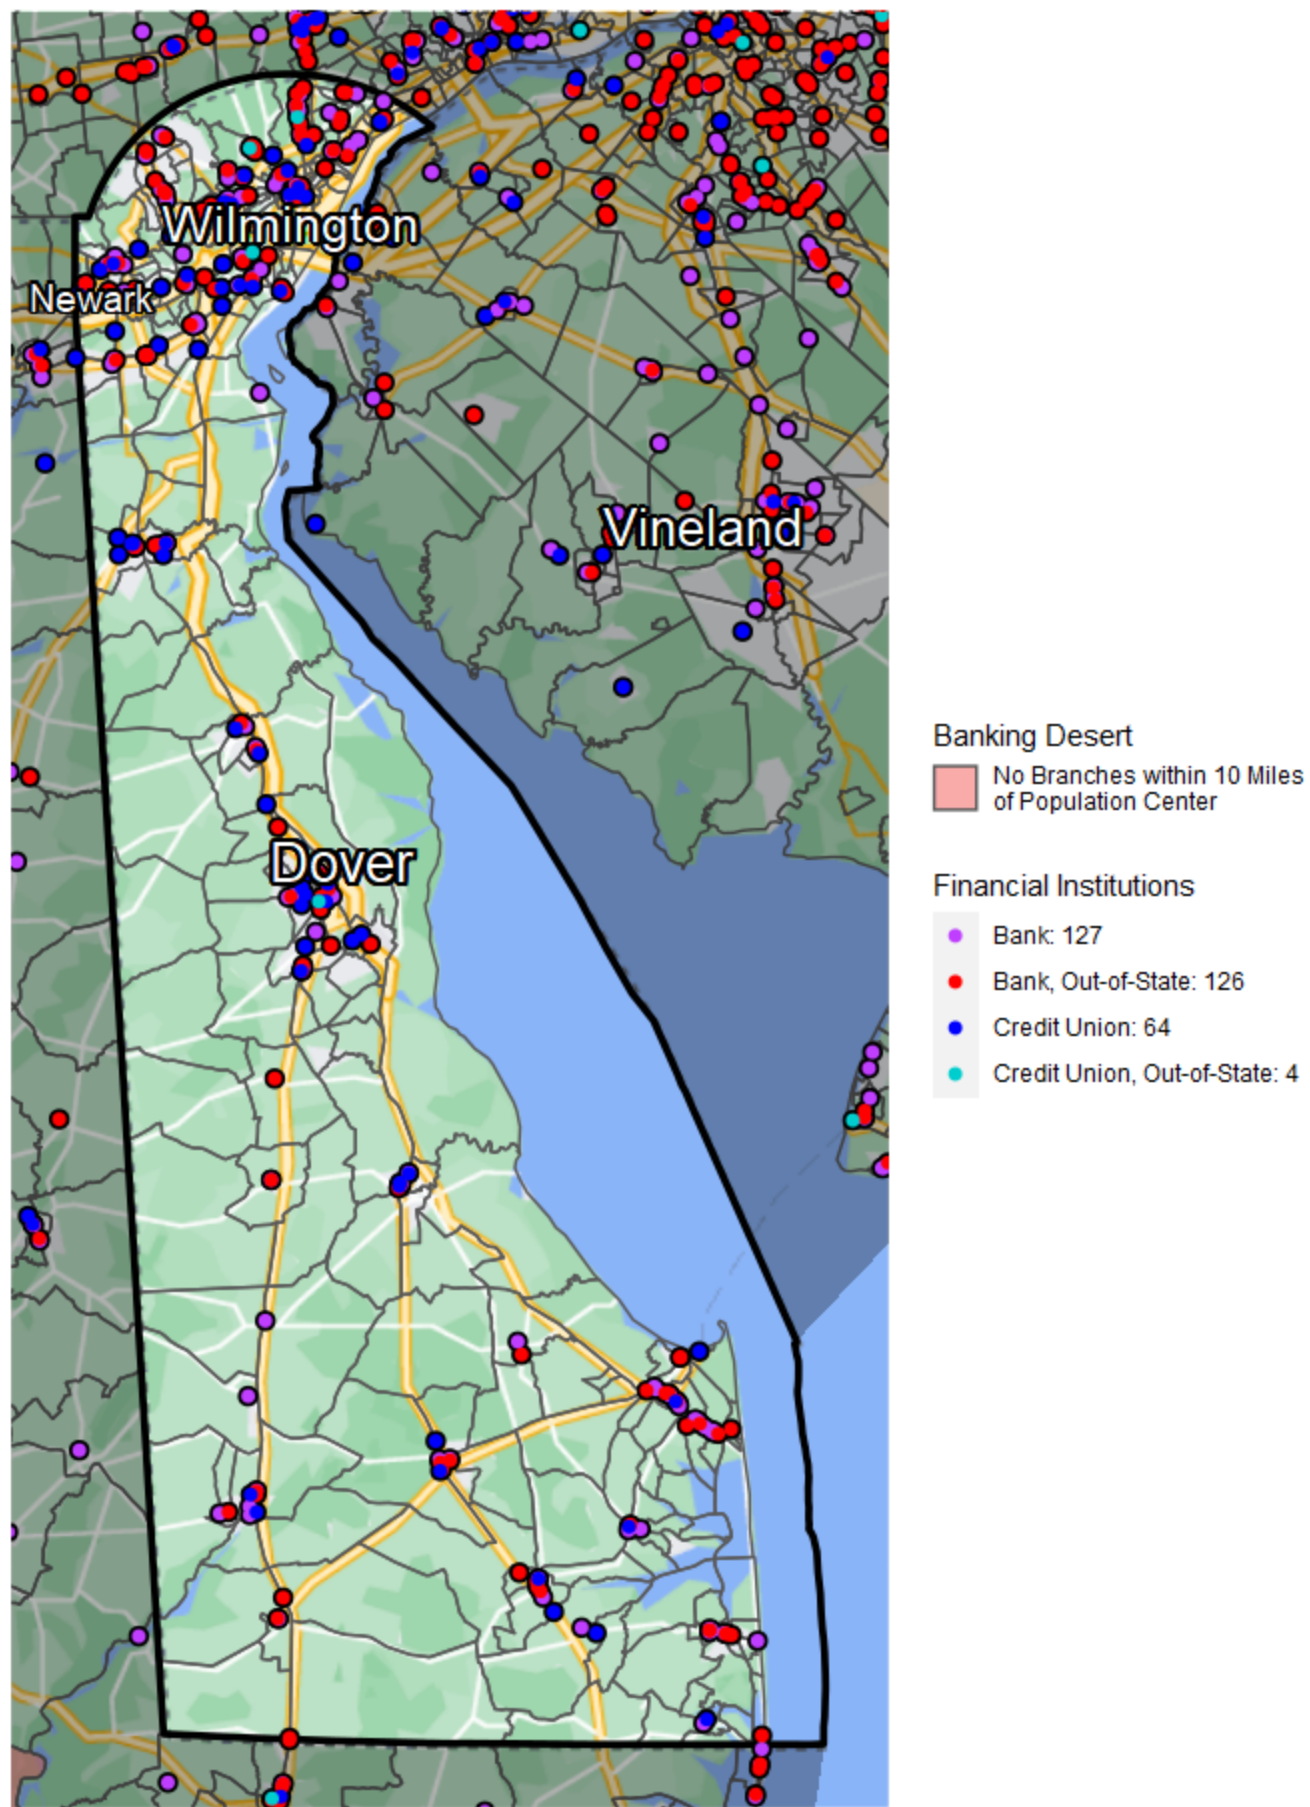 Wilmington
Newark
Vineland
Dover
Banking Desert
No Branches within 10 Miles
of Population Center
Financial Institutions
Bank: 127
Bank, Out-of-State: 126
Credit Union: 64
Credit Union, Out-of-State: 4